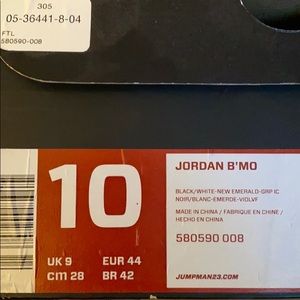 305
05-36441-8-04
FTL
580590-008
10
UK 9
EUR 44
cm 28
BR 42
JORDAN B'MO
BLACK/WHITE-NEW EMERALD-GRP IC
NOIR/BLANC-EMEUDE-VIOLVF
MADE IN CHINA / FABRIQUE EN CHINE /
HECHO EN CHINA
580590 008
JUMPMAN23.COM